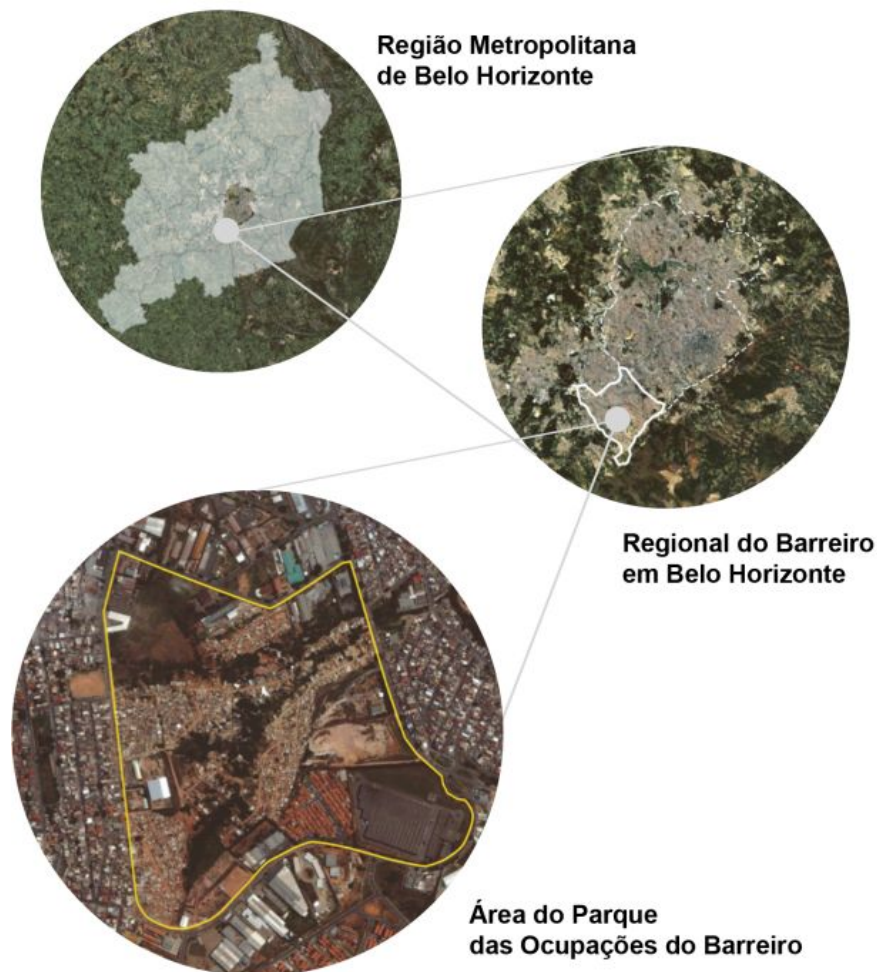 Região Metropolitana
de Belo Horizonte
Regional do Barreiro
em Belo Horizonte
Área do Parque
das Ocupações do Barreiro